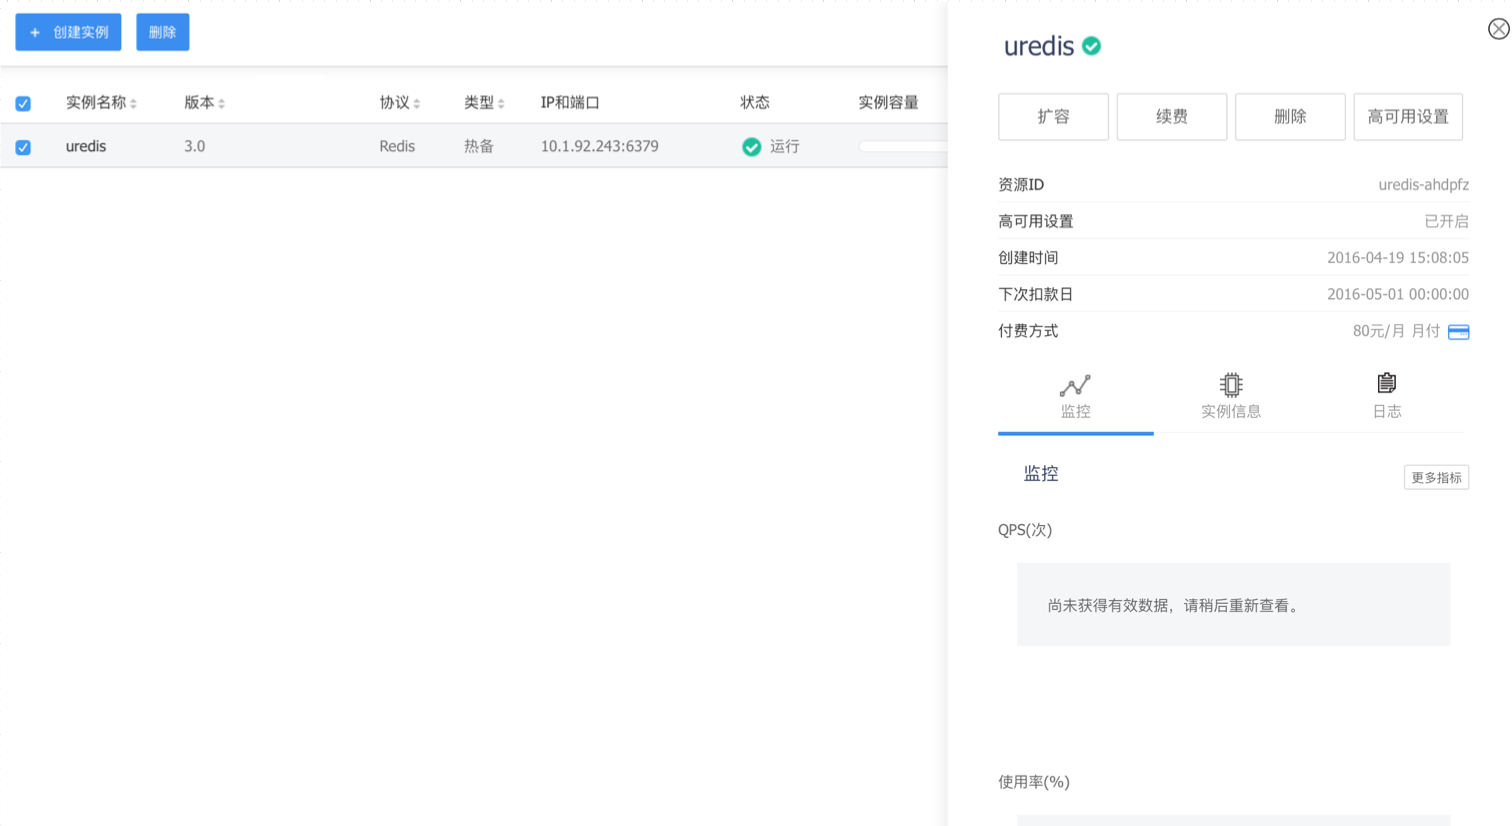 + 创建实例 删除
实例名称 版本 协议 类型 IP和端口 状态 实例容量
uredis 3.0 Redis 热备 10.1.92.243:6379 运行
uredis
扩容 续费 删除 高可用设置
资源ID uredis-ahdpfz
高可用设置 已开启
创建时间 2016-04-19 15:08:05
下次扣款日 2016-05-01 00:00:00
付费方式 80元/月 月付
监控 实例信息 日志
监控 更多指标
QPS(次)
尚未获得有效数据，请稍后重新查看。
使用率(%)